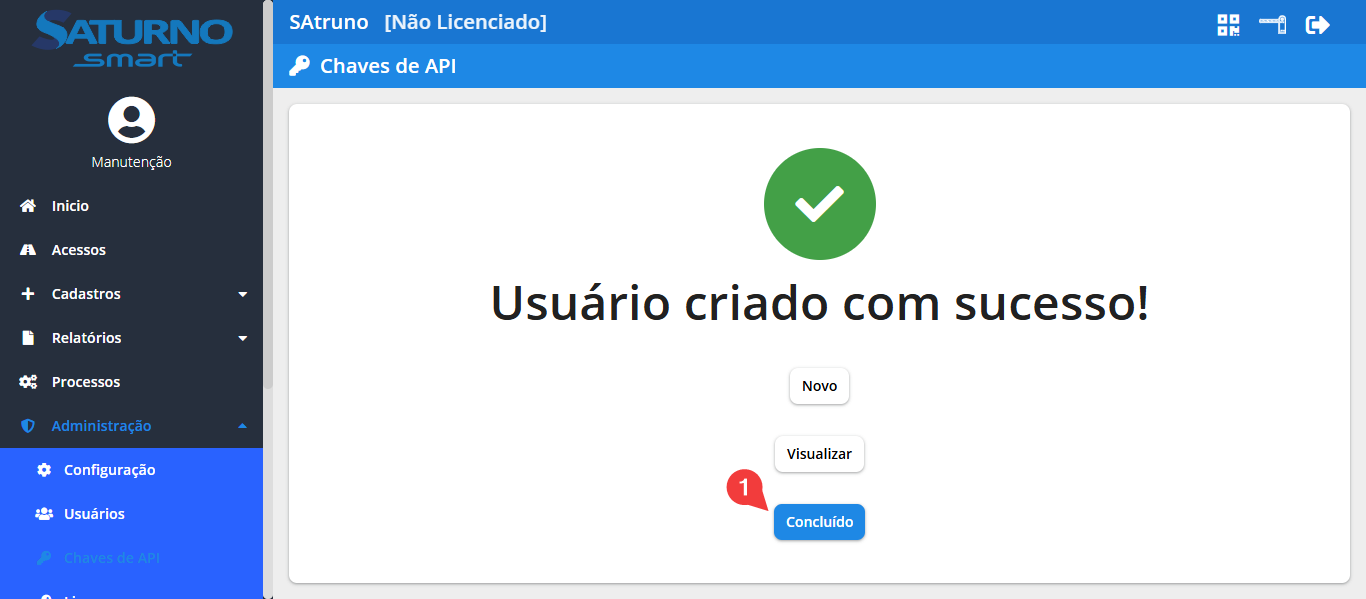 SATURNO
smart
Manutenção
Inicio
Acessos
Cadastros
Relatórios
Processos
Administração
Configuração
Usuários
Chaves de API
SAtruno [Não Licenciado]
Chaves de API
Usuário criado com sucesso!
Novo
Visualizar
1
Concluído